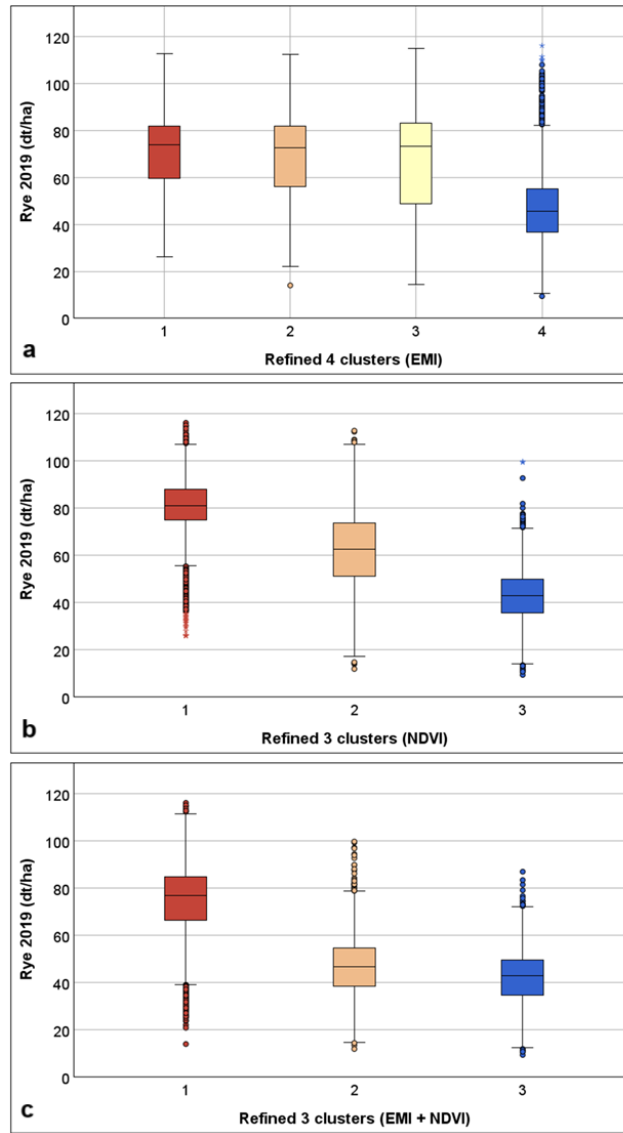 120
100
80
60
40
20
0
Rye 2019 (dt/ha)
1 2 3 4
a
Refined 4 clusters (EMI)
120
100
80
60
40
20
0
Rye 2019 (dt/ha)
1 2 3
b
Refined 3 clusters (NDVI)
120
100
80
60
40
20
0
Rye 2019 (dt/ha)
1 2 3
c
Refined 3 clusters (EMI + NDVI)